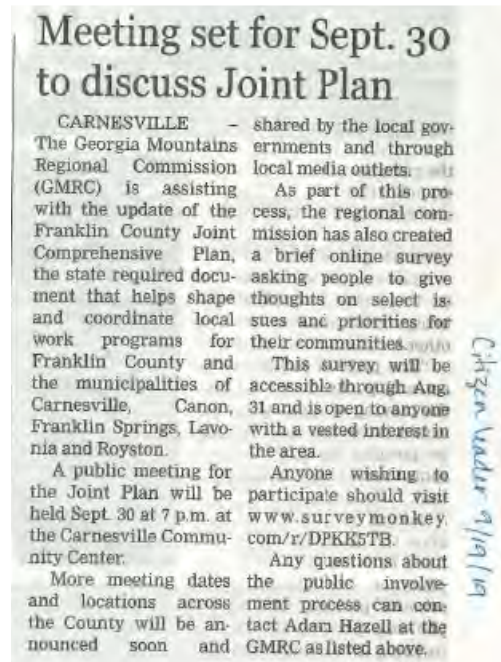 Meeting set for Sept. 30
to discuss Joint Plan
CARNESVILLE –
The Georgia Mountains
Regional Commission
(GMRC) is assisting
with the update of the
Franklin County Joint
Comprehensive Plan,
the state required docu-
ment that helps shape
and coordinate local
work programs for
Franklin County and
the municipalities of
Carnesville, Canon,
Franklin Springs, Lavo-
nia and Royston.
A public meeting for
the Joint Plan will be
held Sept. 30 at 7 p.m. at
the Carnesville Commu-
nity Center.
More meeting dates
and locations across
the County will be an-
nounced soon and
shared by the local gov-
ernments and through
local media outlets.
As part of this pro-
cess, the regional com-
mission has also created
a brief online survey
asking people to give
thoughts on select is-
sues and priorities for
their communities.
This survey will be
accessible through Aug.
31 and is open to anyone
with a vested interest in
the area.
Anyone wishing to
participate should visit
www.surveymonkey.
com/r/DPKK5TB.
Any questions about
the public involve-
ment process can con-
tact Adam Hazell at the
GMRC as listed above.
Citizen Leader 9/19/19